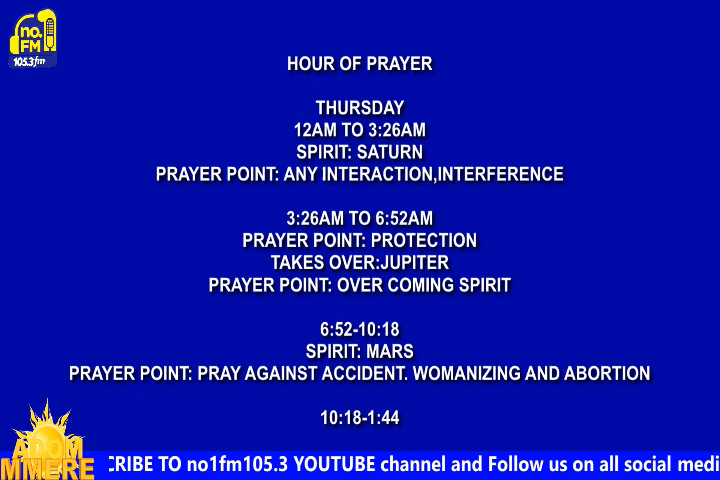 no.1
FM
105.3fm
HOUR OF PRAYER
THURSDAY
12AM TO 3:26AM
SPIRIT: SATURN
PRAYER POINT: ANY INTERACTION,INTERFERENCE
3:26AM TO 6:52AM
PRAYER POINT: PROTECTION
TAKES OVER:JUPITER
PRAYER POINT: OVER COMING SPIRIT
6:52-10:18
SPIRIT: MARS
PRAYER POINT: PRAY AGAINST ACCIDENT. WOMANIZING AND ABORTION
10:18-1:44
ADOM
MMERE
CRIBE TO no1fm105.3 YOUTUBE channel and Follow us on all social medi